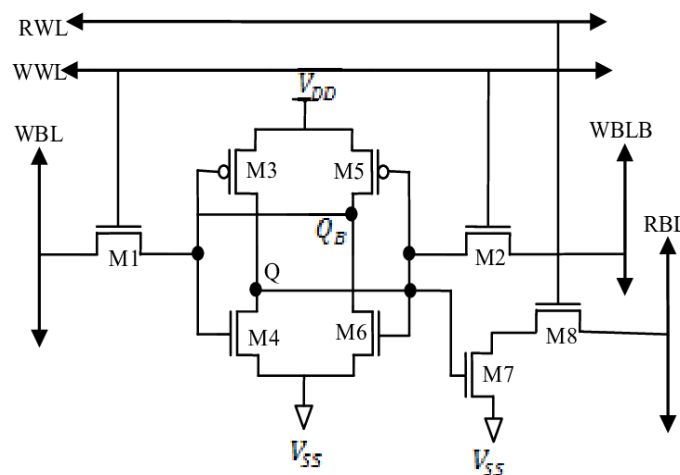 RWL
WWL
V_DD
WBL
WBLB
M3
M5
RBL
Q_B
M1
M2
Q
M4
M6
M8
M7
V_SS
V_SS